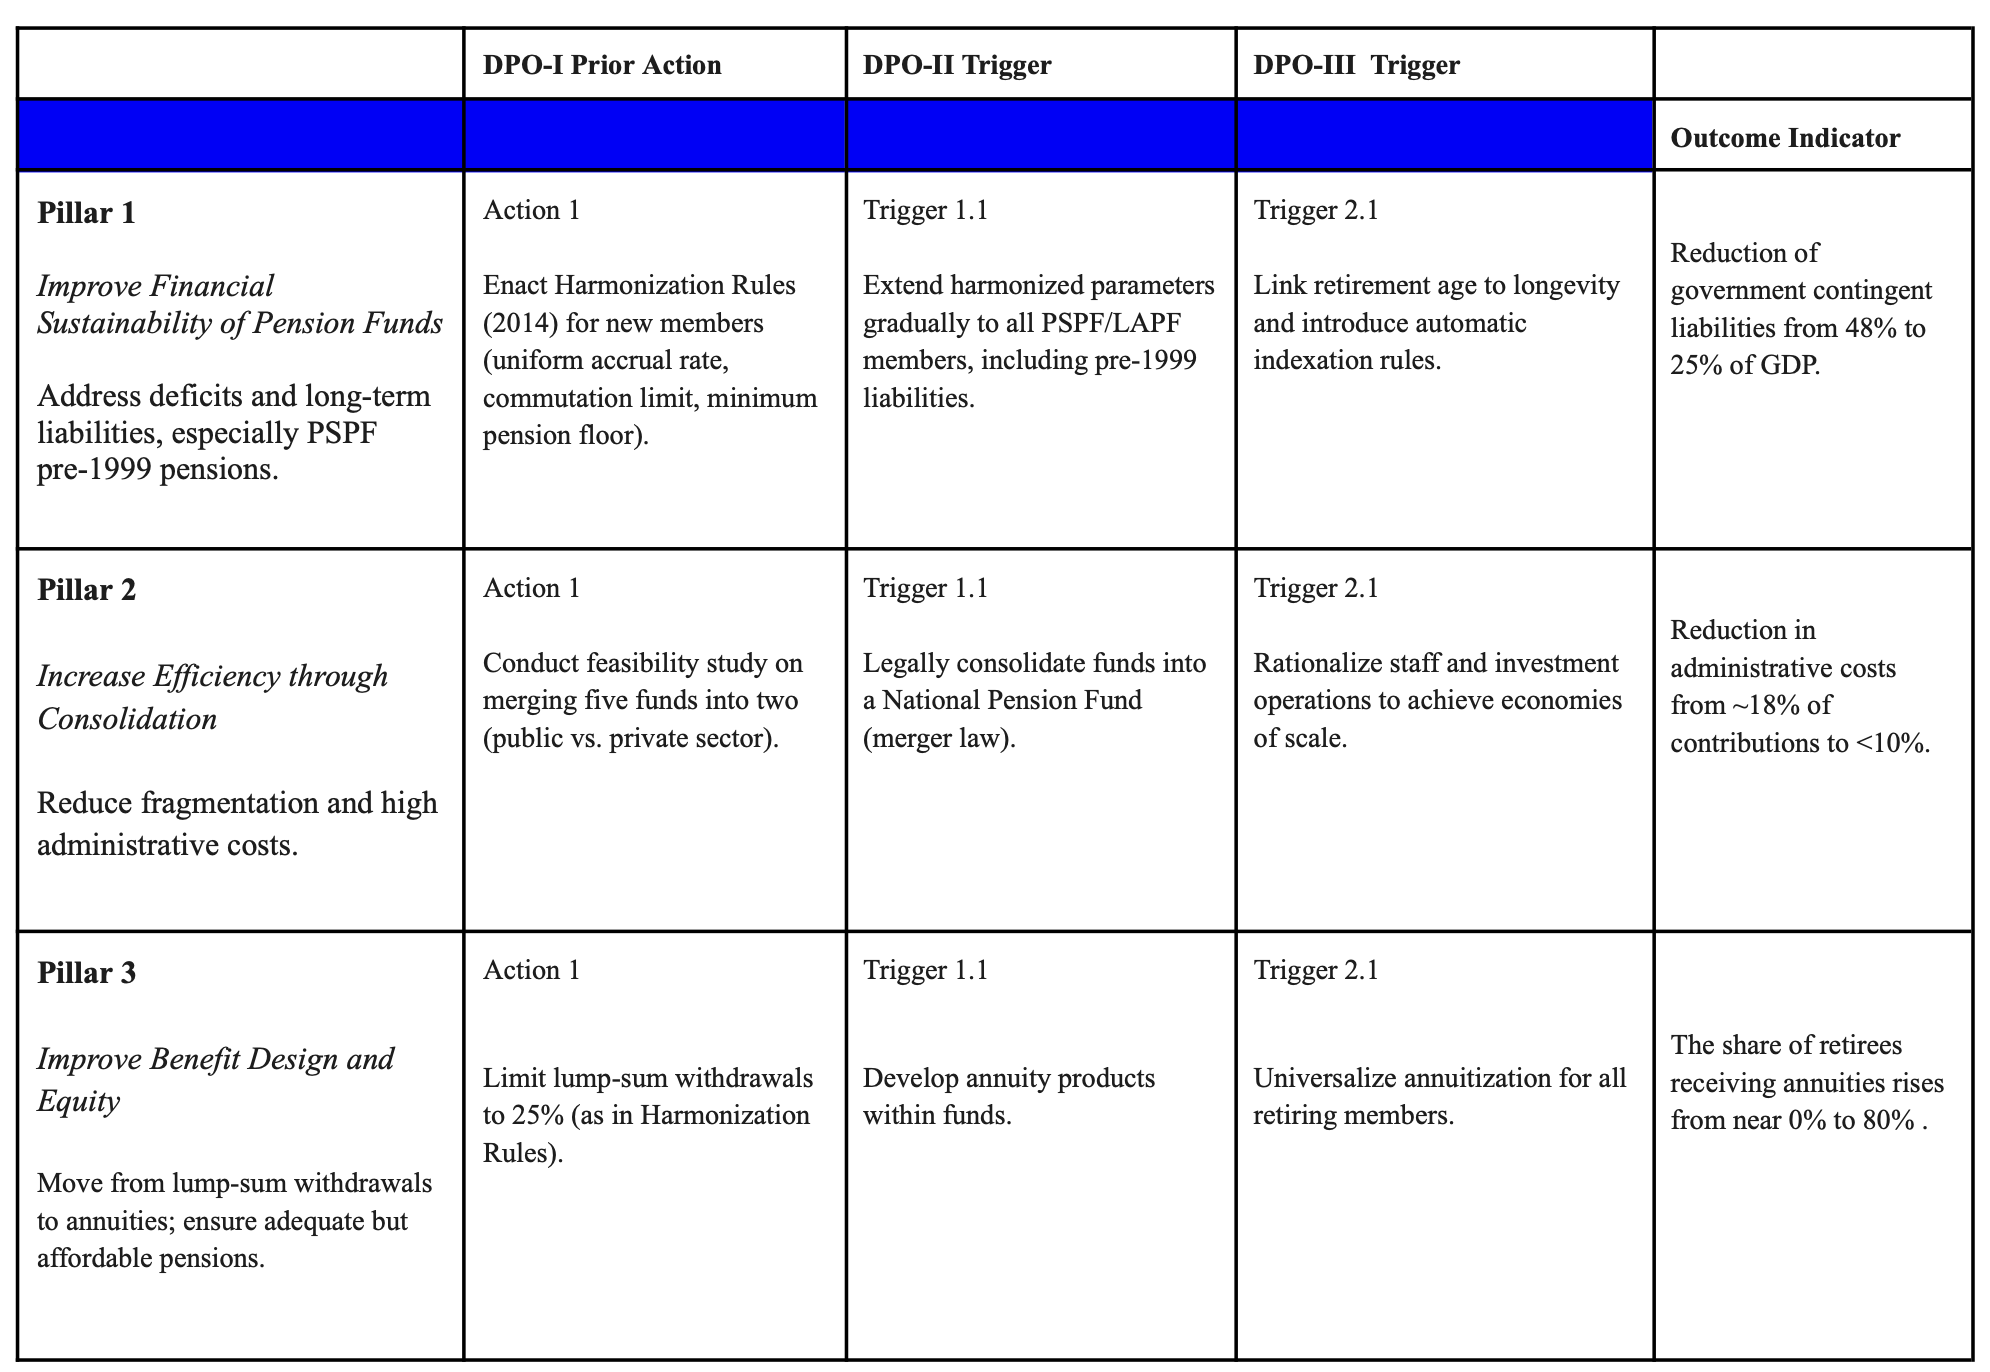 DPO-I Prior Action
DPO-II Trigger
DPO-III  Trigger
Outcome Indicator
Pillar 1
Improve Financial
Sustainability of Pension Funds
Address deficits and long-term
liabilities, especially PSPF
pre-1999 pensions.
Action 1
Enact Harmonization Rules
(2014) for new members
(uniform accrual rate,
commutation limit, minimum
pension floor).
Trigger 1.1
Extend harmonized parameters
gradually to all PSPF/LAPF
members, including pre-1999
liabilities.
Trigger 2.1
Link retirement age to longevity
and introduce automatic
indexation rules.
Reduction of
government contingent
liabilities from 48% to
25% of GDP.
Pillar 2
Increase Efficiency through
Consolidation
Reduce fragmentation and high
administrative costs.
Action 1
Conduct feasibility study on
merging five funds into two
(public vs. private sector).
Trigger 1.1
Legally consolidate funds into
a National Pension Fund
(merger law).
Trigger 2.1
Rationalize staff and investment
operations to achieve economies
of scale.
Reduction in
administrative costs
from ~18% of
contributions to <10%.
Pillar 3
Improve Benefit Design and
Equity
Move from lump-sum withdrawals
to annuities; ensure adequate but
affordable pensions.
Action 1
Limit lump-sum withdrawals
to 25% (as in Harmonization
Rules).
Trigger 1.1
Develop annuity products
within funds.
Trigger 2.1
Universalize annuitization for all
retiring members.
The share of retirees
receiving annuities rises
from near 0% to 80% .